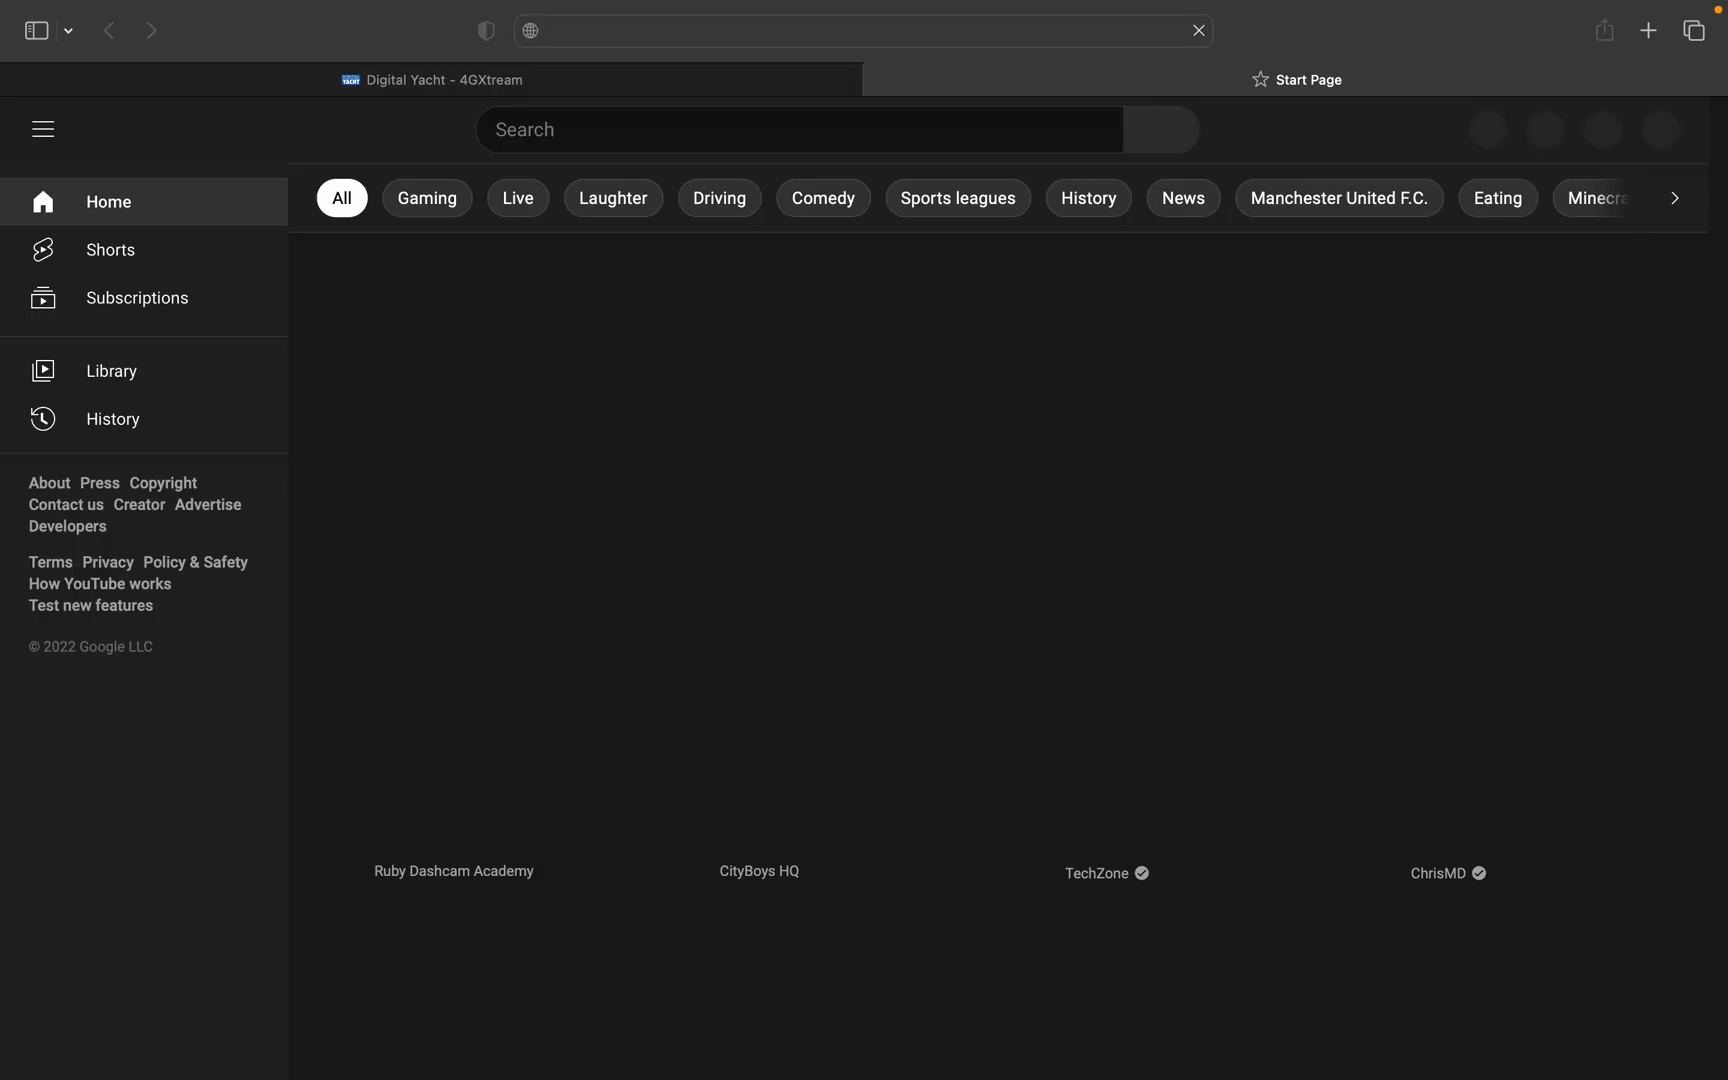 YACHT Digital Yacht - 4GXtream
Start Page
Search
Home
Shorts
Subscriptions
Library
History
About Press Copyright
Contact us Creator Advertise
Developers
Terms Privacy Policy & Safety
How YouTube works
Test new features
© 2022 Google LLC
All Gaming Live Laughter Driving Comedy Sports leagues History News Manchester United F.C. Eating Minecra
Ruby Dashcam Academy
CityBoys HQ
TechZone
ChrisMD